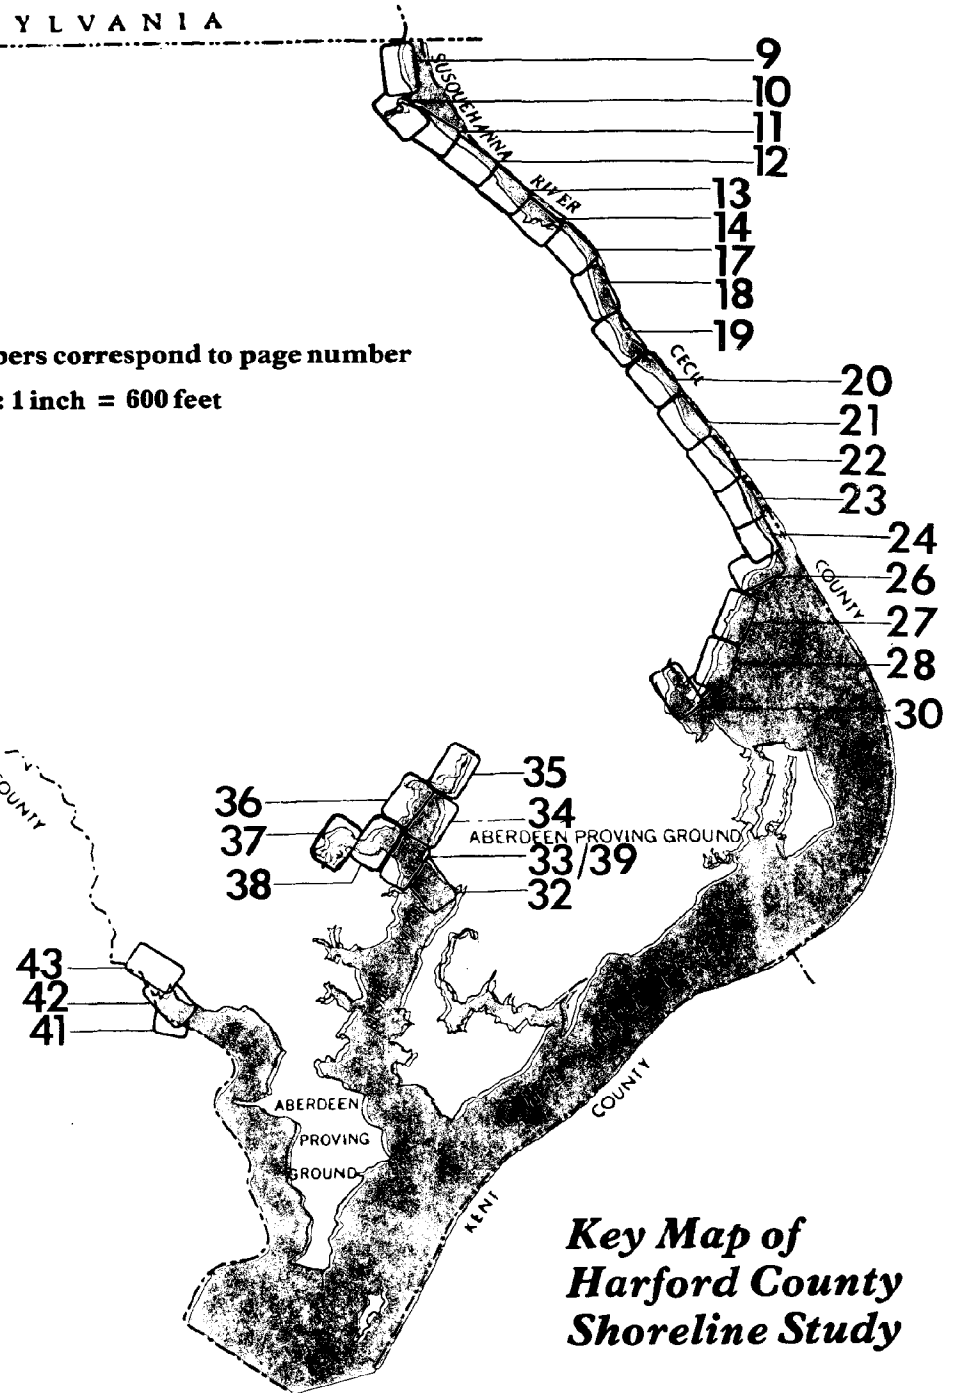 YLVANIA
SUSQUEHANNA
RIVER
9
10
11
12
13
14
17
18
19
CECIL
20
21
22
23
24
COUNTY
26
27
28
30
bers correspond to page number
: 1 inch = 600 feet
OUNTY
35
36
34
37
ABERDEEN PROVING GROUND
33/39
38
32
43
42
41
ABERDEEN
PROVING
GROUND
COUNTY
KENT
Key Map of
Harford County
Shoreline Study